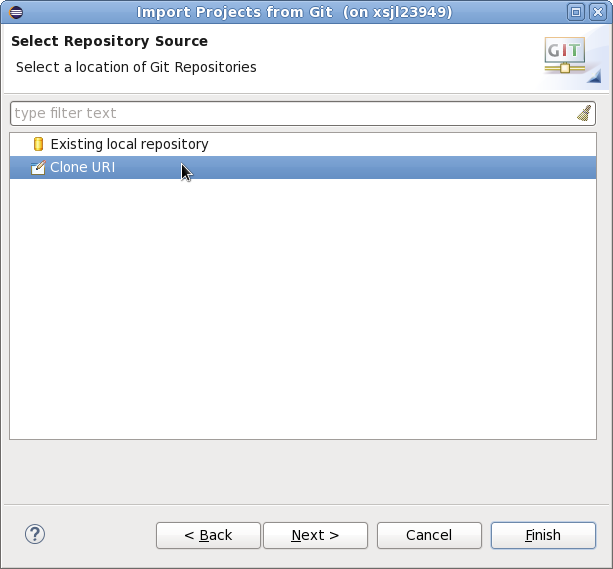 Import Projects from Git (on xsjl23949)
Select Repository Source
Select a location of Git Repositories
GIT
type filter text
Existing local repository
Clone URI
?
< Back
Next >
Cancel
Finish